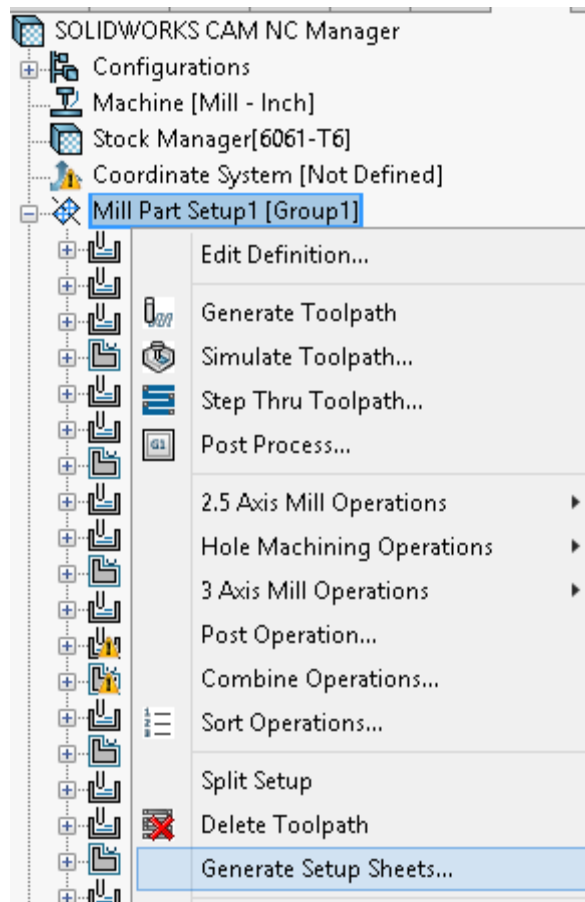 SOLIDWORKS CAM NC Manager
Configurations
Machine [Mill - Inch]
Stock Manager[6061-T6]
Coordinate System [Not Defined]
Mill Part Setup1 [Group1]
Edit Definition...
Generate Toolpath
Simulate Toolpath...
Step Thru Toolpath...
G1 Post Process...
2.5 Axis Mill Operations
Hole Machining Operations
3 Axis Mill Operations
Post Operation...
Combine Operations...
Sort Operations...
Split Setup
Delete Toolpath
Generate Setup Sheets...